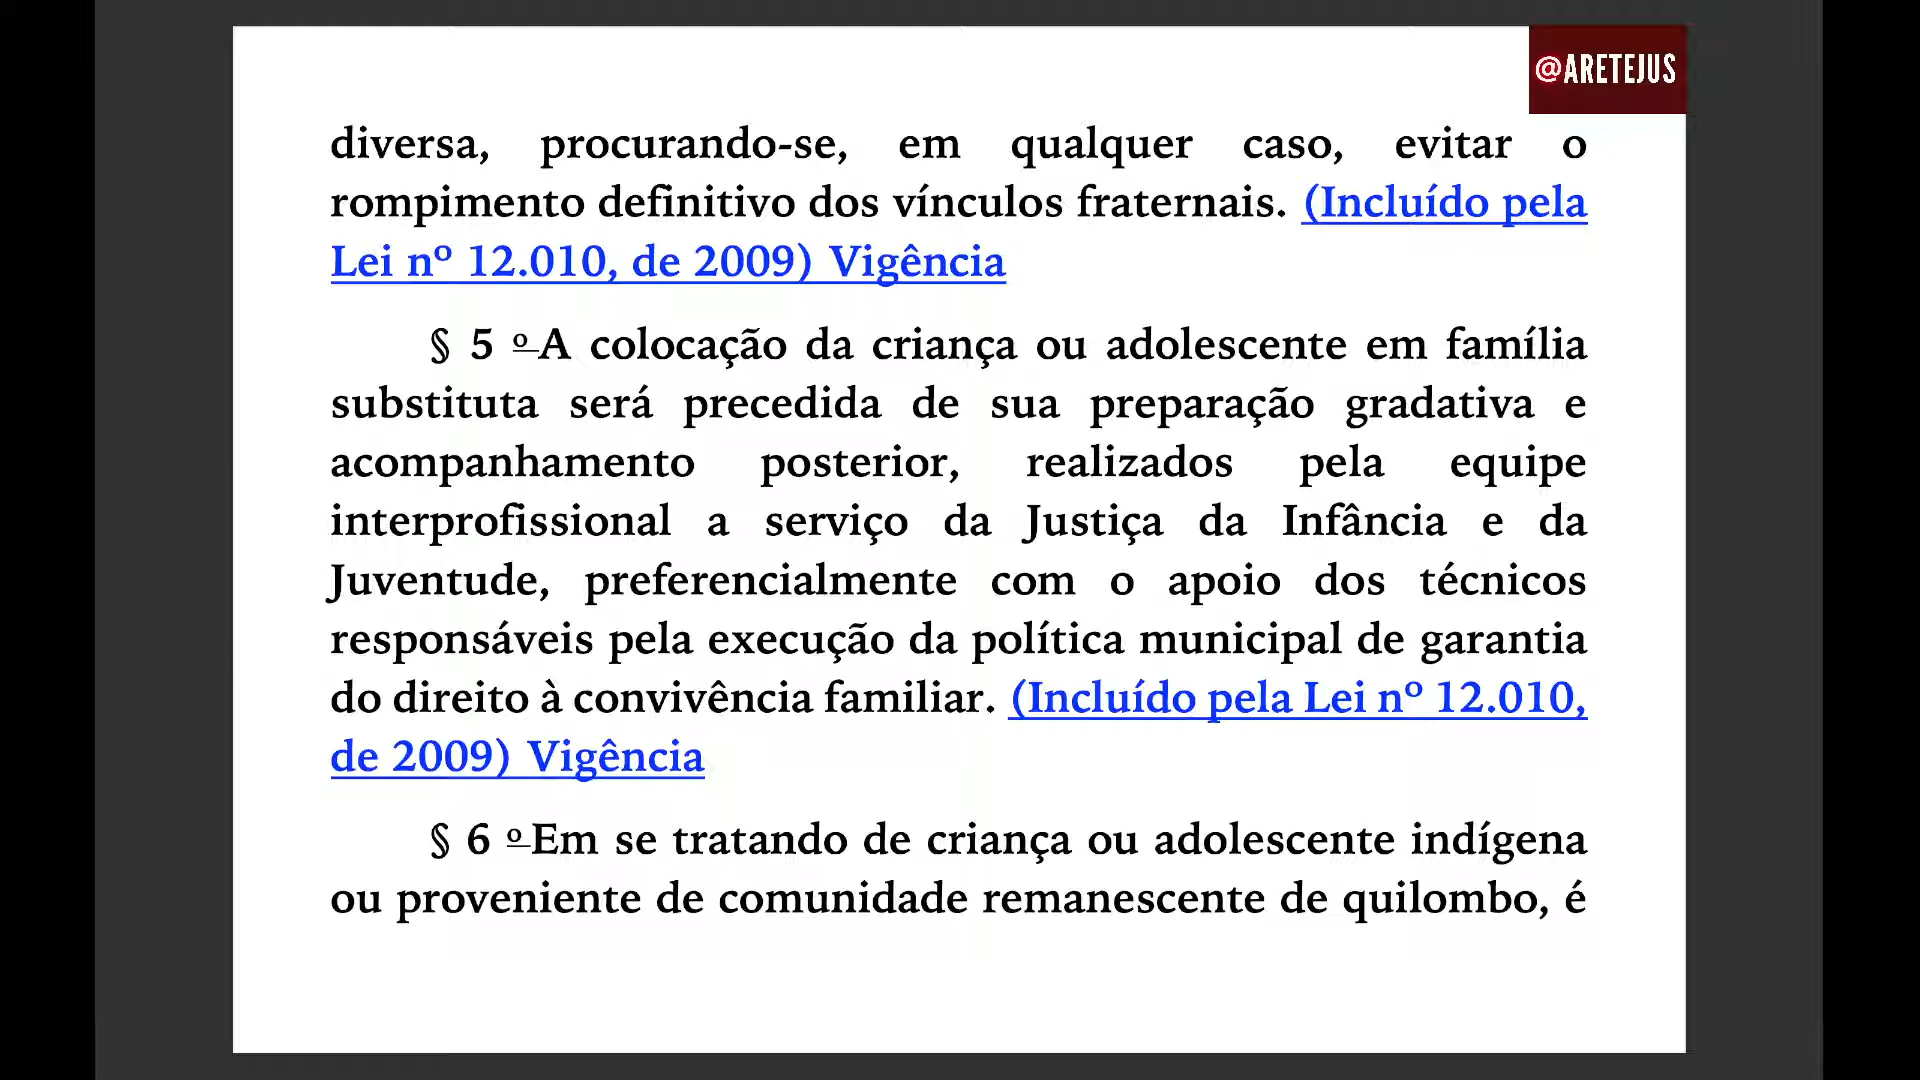 @ARETEJUS
diversa, procurando-se, em qualquer caso, evitar o
rompimento definitivo dos vínculos fraternais. (Incluído pela
Lei nº 12.010, de 2009) Vigência
§ 5 º A colocação da criança ou adolescente em família
substituta será precedida de sua preparação gradativa e
acompanhamento posterior, realizados pela equipe
interprofissional a serviço da Justiça da Infância e da
Juventude, preferencialmente com o apoio dos técnicos
responsáveis pela execução da política municipal de garantia
do direito à convivência familiar. (Incluído pela Lei nº 12.010,
de 2009) Vigência
§ 6 º Em se tratando de criança ou adolescente indígena
ou proveniente de comunidade remanescente de quilombo, é